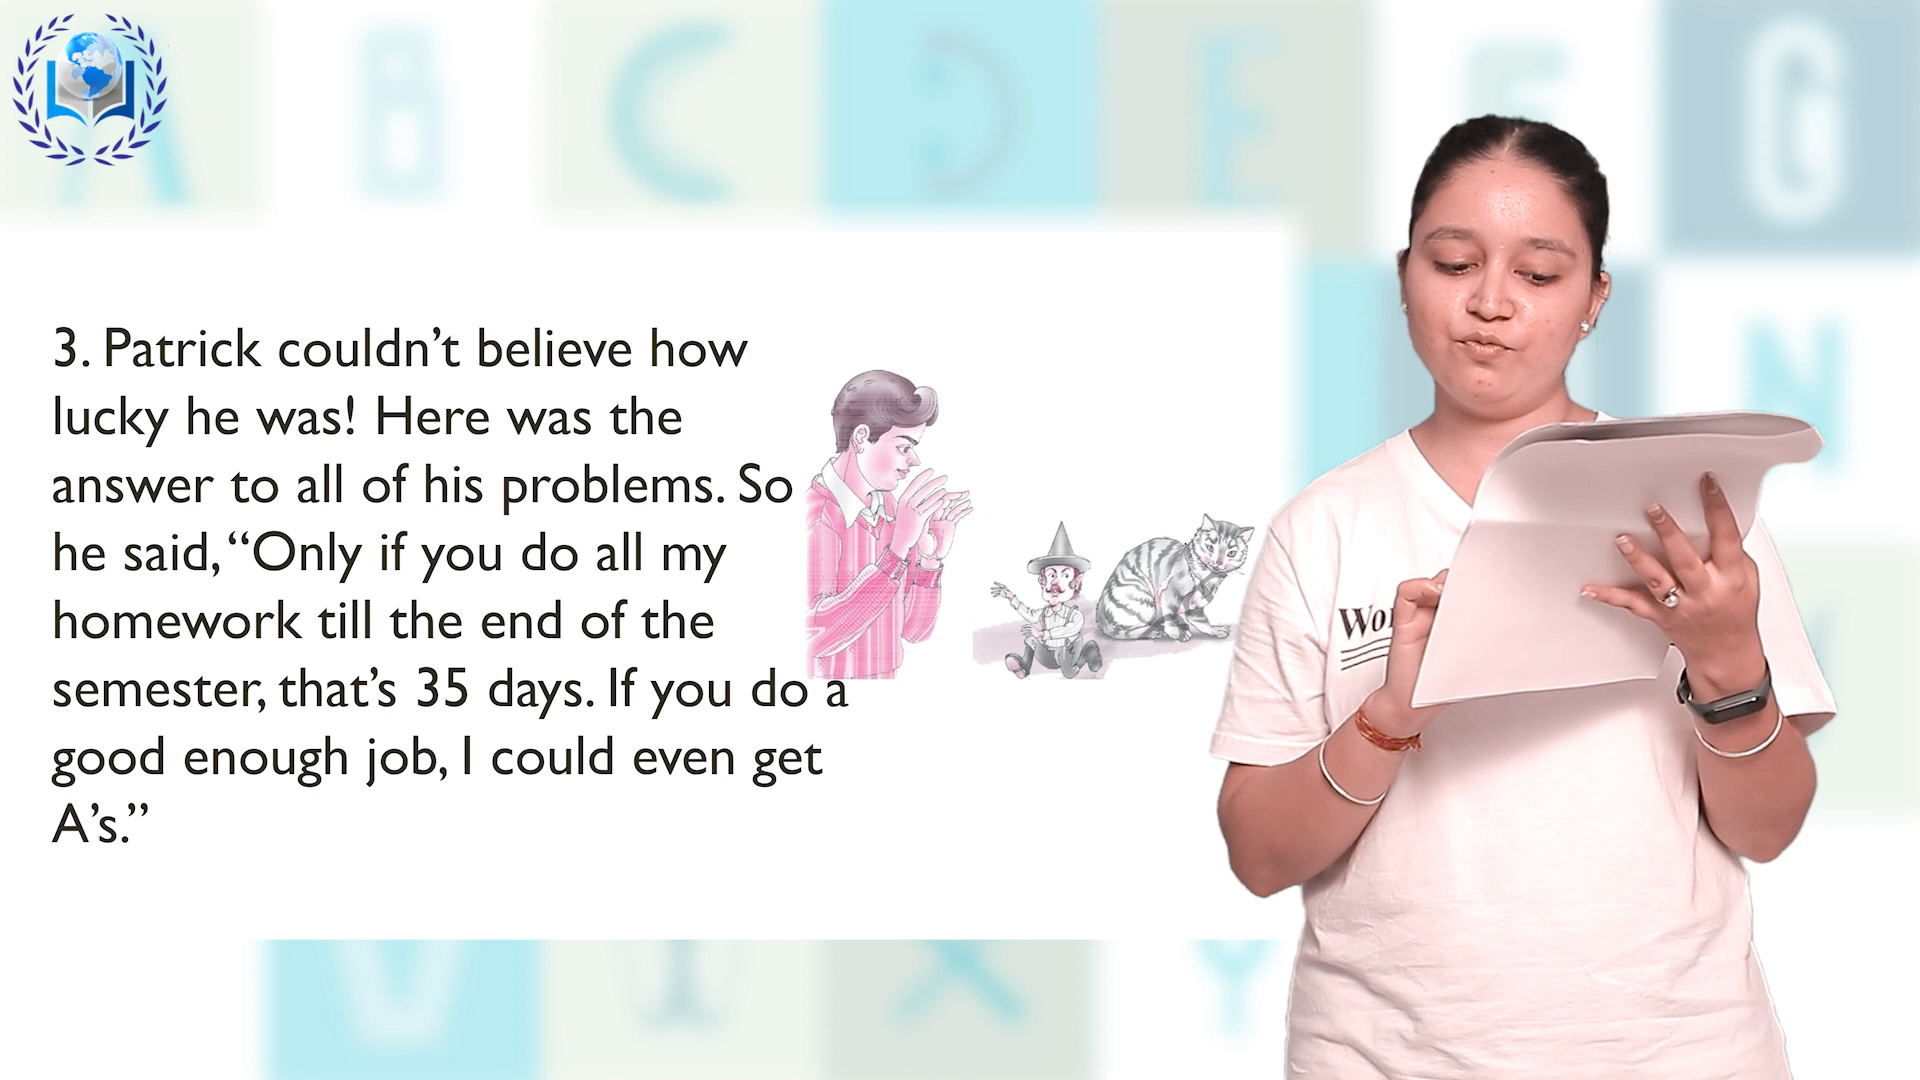 A B C D E F G
3. Patrick couldn’t believe how
lucky he was! Here was the
answer to all of his problems. So
he said, “Only if you do all my
homework till the end of the
semester, that’s 35 days. If you do a
good enough job, I could even get
A’s.”
N
V X Y